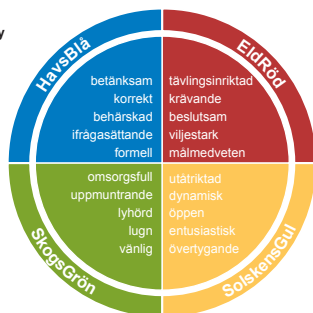 y
HavsBlå
EldRöd
betänksam
korrekt
behärskad
ifrågasättande
formell
tävlingsinriktad
krävande
beslutsam
viljestark
målmedveten
omsorgsfull
uppmuntrande
lyhörd
lugn
vänlig
utåtriktad
dynamisk
öppen
entusiastisk
övertygande
SkogsGrön
SolskensGul